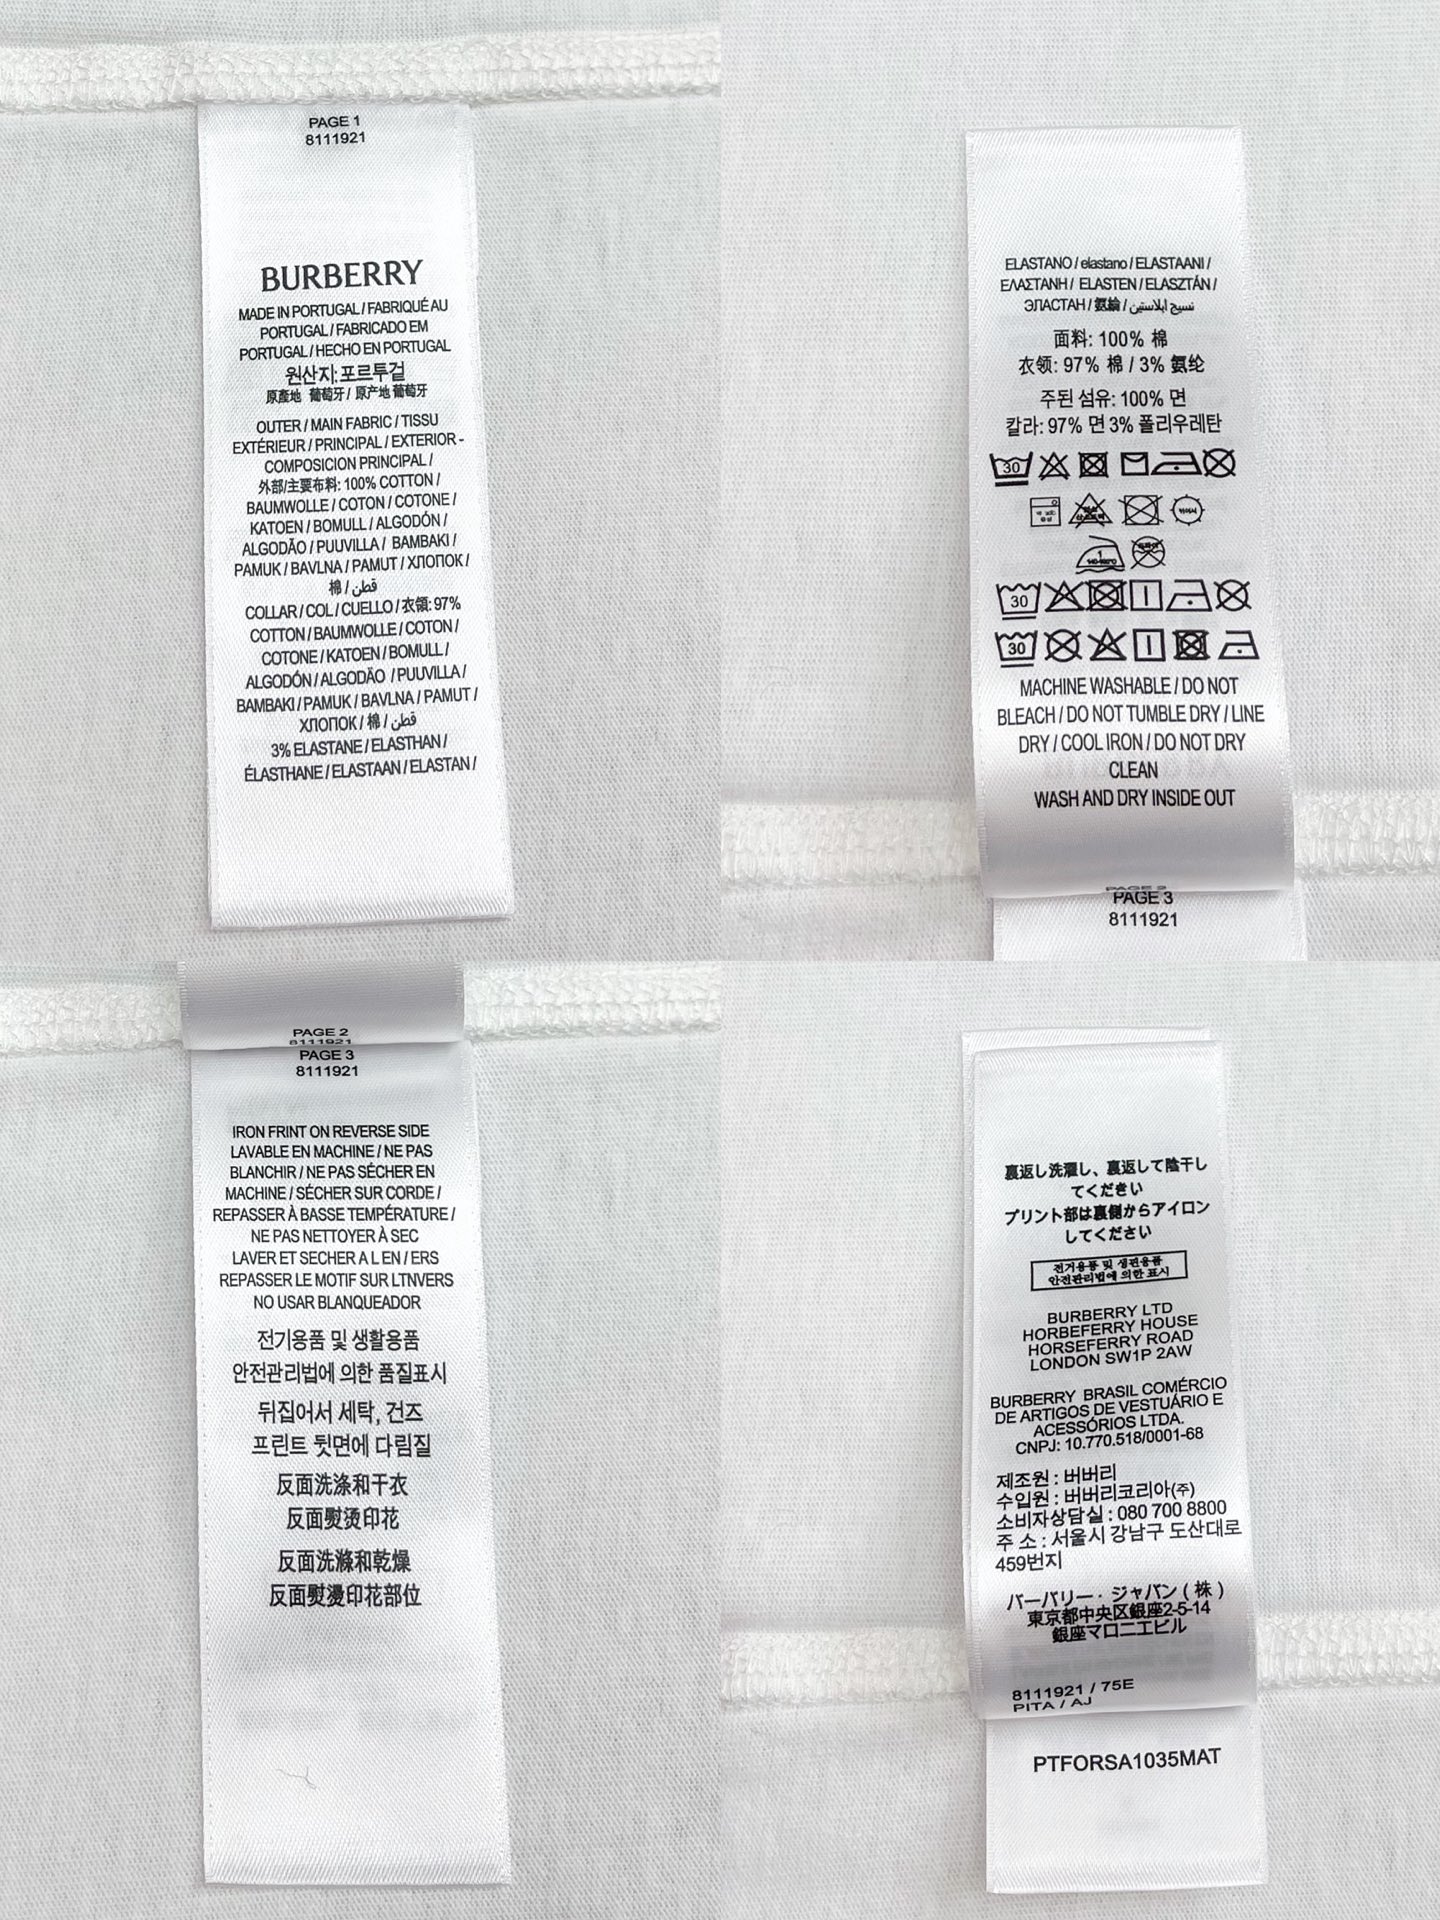 PAGE 1
8111921
BURBERRY
MADE IN PORTUGAL / FABRIQUÉ AU
PORTUGAL / FABRICADO EM
PORTUGAL / HECHO EN PORTUGAL
원산지: 포르투걸
原產地 葡萄牙 / 原产地 葡萄牙
OUTER / MAIN FABRIC / TISSU
EXTÉRIEUR / PRINCIPAL / EXTERIOR -
COMPOSICION PRINCIPAL /
外部/主要布料: 100% COTTON /
BAUMWOLLE / COTON / COTONE /
KATOEN / BOMULL / ALGODÓN /
ALGODÃO / PUUVILLA / BAMBAKI /
PAMUK / BAVLNA / PAMUT / ХЛОПОК /
棉 / قطن
COLLAR / COL / CUELLO / 衣領: 97%
COTTON / BAUMWOLLE / COTON /
COTONE / KATOEN / BOMULL /
ALGODÓN / ALGODÃO / PUUVILLA /
BAMBAKI / PAMUK / BAVLNA / PAMUT /
ХЛОПОК / 棉 / قطن
3% ELASTANE / ELASTHAN /
ÉLASTHANE / ELASTAAN / ELASTAN /
ELASTANO / elastano / ELASTAANI /
ΕΛΑΣΤΑΝΗ / ELASTEN / ELASZTÁN /
ЭЛАСТАН / 氨綸 / نسيج ايلاستين
面料: 100% 棉
衣领: 97% 棉 / 3% 氨纶
주된 섬유: 100% 면
칼라: 97% 면 3% 폴리우레탄
30
30
30
MACHINE WASHABLE / DO NOT
BLEACH / DO NOT TUMBLE DRY / LINE
DRY / COOL IRON / DO NOT DRY
CLEAN
WASH AND DRY INSIDE OUT
PAGE 2
PAGE 3
8111921
PAGE 2
8111921
PAGE 3
8111921
IRON FRINT ON REVERSE SIDE
LAVABLE EN MACHINE / NE PAS
BLANCHIR / NE PAS SÉCHER EN
MACHINE / SÉCHER SUR CORDE /
REPASSER À BASSE TEMPÉRATURE /
NE PAS NETTOYER À SEC
LAVER ET SECHER A L EN / ERS
REPASSER LE MOTIF SUR LTNVERS
NO USAR BLANQUEADOR
전기용품 및 생활용품
안전관리법에 의한 품질표시
뒤집어서 세탁, 건즈
프린트 뒷면에 다림질
反面洗涤和干衣
反面熨烫印花
反面洗滌和乾燥
反面熨燙印花部位
裏返し洗濯し、裏返して陰干し
てください
プリント部は裏側からアイロン
してください
전거용품 및 생편용품
안전관리법에 의한 표시
BURBERRY LTD
HORBEFERRY HOUSE
HORSEFERRY ROAD
LONDON SW1P 2AW
BURBERRY BRASIL COMÉRCIO
DE ARTIGOS DE VESTUÁRIO E
ACESSÓRIOS LTDA.
CNPJ: 10.770.518/0001-68
제조원 : 버버리
수입원 : 버버리코리아(주)
소비자상담실 : 080 700 8800
주 소 : 서울시 강남구 도산대로
459번지
バーバリー・ジャパン ( 株 )
東京都中央区銀座2-5-14
銀座マロニエビル
8111921 / 75E
PITA / AJ
PTFORSA1035MAT